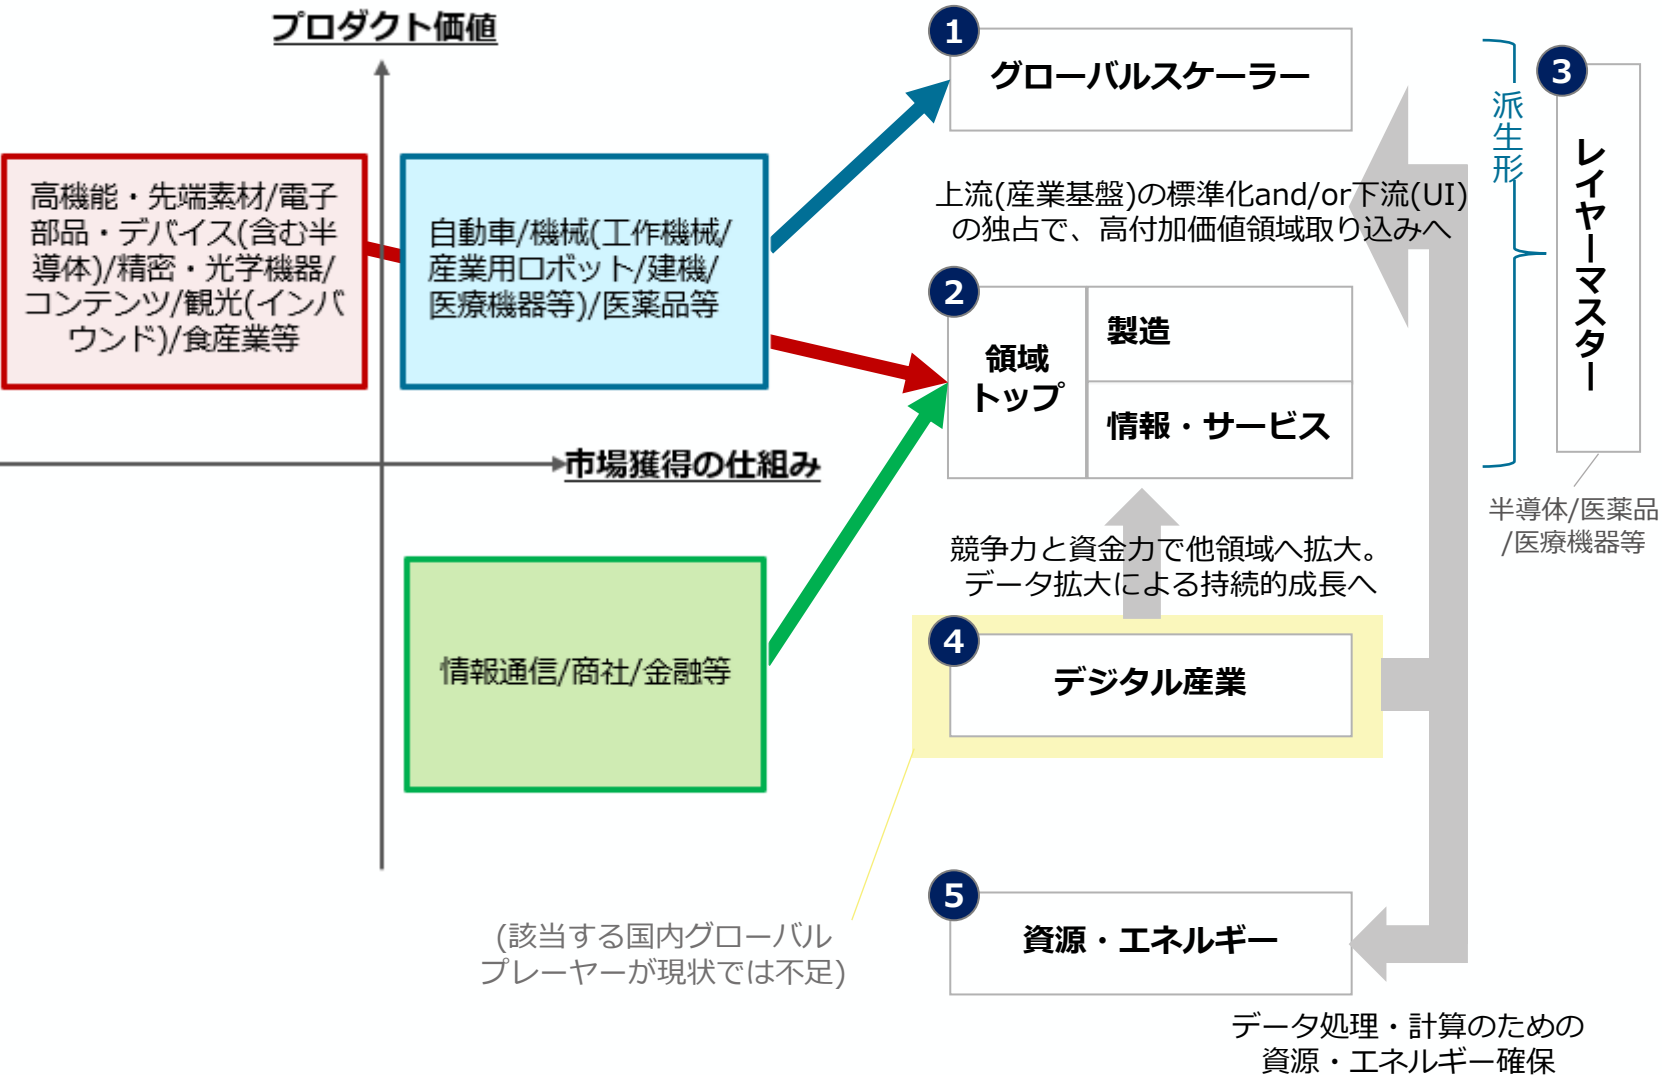 プロダクト価値
高機能・先端素材/電子
部品・デバイス(含む半
導体)/精密・光学機器/
コンテンツ/観光(インバ
ウンド)/食産業等
自動車/機械(工作機械/
産業用ロボット/建機/
医療機器等)/医薬品等
市場獲得の仕組み
情報通信/商社/金融等
1
グローバルスケーラー
上流(産業基盤)の標準化and/or下流(UI)
の独占で、高付加価値領域取り込みへ
2
領域
トップ
製造
情報・サービス
派生形
3
レイヤーマスター
半導体/医薬品
/医療機器等
競争力と資金力で他領域へ拡大。
データ拡大による持続的成長へ
4
デジタル産業
(該当する国内グローバル
プレーヤーが現状では不足)
5
資源・エネルギー
データ処理・計算のための
資源・エネルギー確保